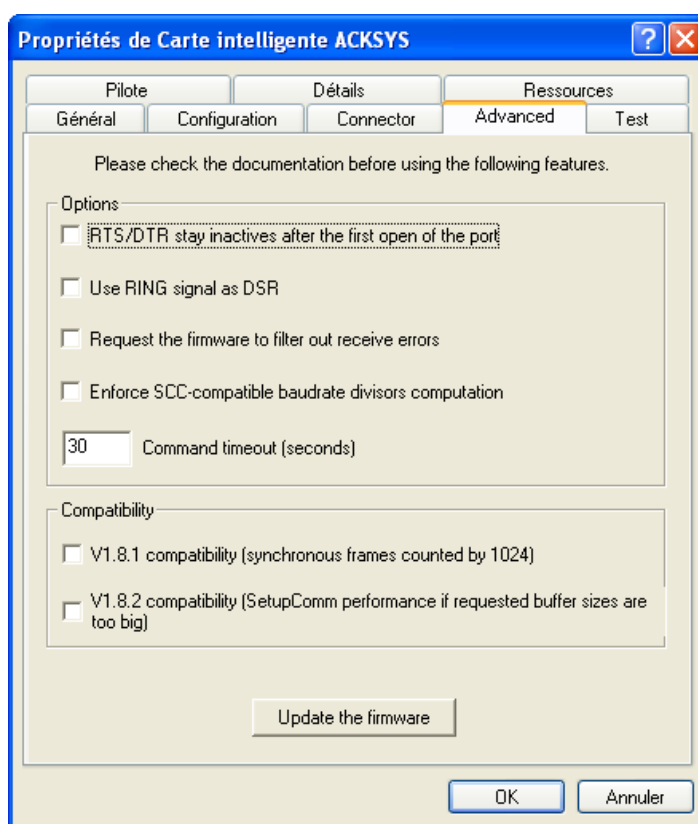 Propriétés de Carte intelligente ACKSYS
Pilote
Détails
Ressources
Général
Configuration
Connector
Advanced
Test
Please check the documentation before using the following features.
Options
RTS/DTR stay inactives after the first open of the port
Use RING signal as DSR
Request the firmware to filter out receive errors
Enforce SCC-compatible baudrate divisors computation
30
Command timeout (seconds)
Compatibility
V1.8.1 compatibility (synchronous frames counted by 1024)
V1.8.2 compatibility (SetupComm performance if requested buffer sizes are
too big)
Update the firmware
OK
Annuler